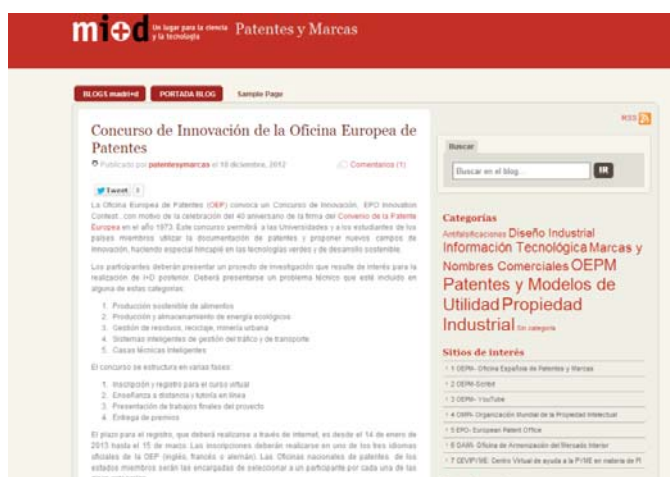 mi+d Un lugar para la ciencia y la tecnología Patentes y Marcas
BLOGS madri+d PORTADA BLOG Sample Page
RSS
Concurso de Innovación de la Oficina Europea de
Patentes
Publicado por patentesymarcas el 18 diciembre, 2012 Comentarios (1)
Tweet 3
La Oficina Europea de Patentes (OEP) convoca un Concurso de Innovación, EPO Innovation
Contest, con motivo de la celebración del 40 aniversario de la firma del Convenio de la Patente
Europea en el año 1973. Este concurso permitirá a las Universidades y a los estudiantes de los
países miembros utilizar la documentación de patentes y proponer nuevos campos de
innovación, haciendo especial hincapié en las tecnologías verdes y de desarrollo sostenible.
Los participantes deberán presentar un proyecto de investigación que resulte de interés para la
realización de I+D posterior. Deberá presentarse un problema técnico que esté incluido en
alguna de estas categorías:
1. Producción sostenible de alimentos
2. Producción y almacenamiento de energía ecológicos
3. Gestión de residuos, reciclaje, minería urbana
4. Sistemas inteligentes de gestión del tráfico y de transporte
5. Casas técnicas inteligentes
El concurso se estructura en varias fases:
1. Inscripción y registro para el curso virtual
2. Enseñanza a distancia y tutoría en línea
3. Presentación de trabajos finales del proyecto
4. Entrega de premios
El plazo para el registro, que deberá realizarse a través de internet, es desde el 14 de enero de
2013 hasta el 15 de marzo. Las inscripciones deberán realizarse en uno de los tres idiomas
oficiales de la OEP (inglés, francés o alemán). Las Oficinas nacionales de patentes de los
estados miembros serán las encargadas de seleccionar a un participante por cada una de las
Buscar
Buscar en el blog... IR
Categorías
Antifalsificaciones Diseño Industrial
Información Tecnológica Marcas y
Nombres Comerciales OEPM
Patentes y Modelos de
Utilidad Propiedad
Industrial Sin categoría
Sitios de interés
1 OEPM- Oficina Española de Patentes y Marcas
2 OEPM-Scribd
3 OEPM- YouTube
4 OMPI- Organización Mundial de la Propiedad Intelectual
5 EPO- European Patent Office
6 OAMI- Oficina de Armonización del Mercado Interior
7 CEVIPYME: Centro Virtual de ayuda a la PYME en materia de PI